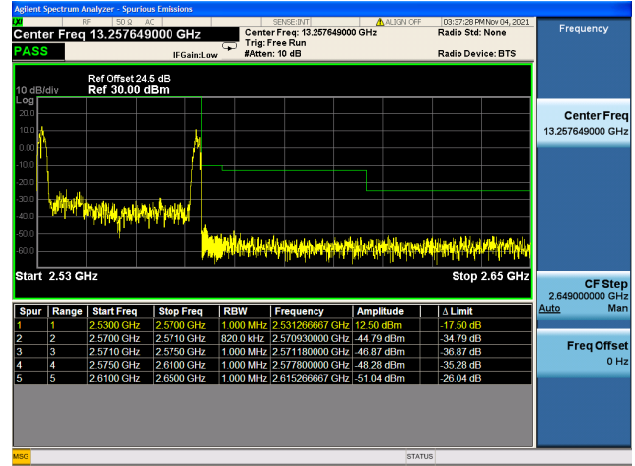 Agilent Spectrum Analyzer - Spurious Emissions
RF 50 Ω AC SENSE:INT ALIGN OFF 03:37:28 PM Nov 04, 2021
Center Freq 13.257649000 GHz
Center Freq: 13.257649000 GHz
Radio Std: None
Trig: Free Run
PASS
IFGain:Low
#Atten: 10 dB
Radio Device: BTS
Frequency
Ref Offset 24.5 dB
10 dB/div Ref 30.00 dBm
Log
20.0
10.0
0.00
-10.0
-20.0
-30.0
-40.0
-50.0
-60.0
Start 2.53 GHz Stop 2.65 GHz
Center Freq
13.257649000 GHz
CF Step
2.649000000 GHz
Auto Man
Freq Offset
0 Hz
Spur Range Start Freq Stop Freq RBW Frequency Amplitude Δ Limit
1 1 2.5300 GHz 2.5700 GHz 1.000 MHz 2.531266667 GHz 12.50 dBm -17.50 dB
2 2 2.5700 GHz 2.5710 GHz 820.0 kHz 2.570930000 GHz -44.79 dBm -34.79 dB
3 3 2.5710 GHz 2.5750 GHz 1.000 MHz 2.571180000 GHz -46.87 dBm -36.87 dB
4 4 2.5750 GHz 2.6100 GHz 1.000 MHz 2.577800000 GHz -48.28 dBm -35.28 dB
5 5 2.6100 GHz 2.6500 GHz 1.000 MHz 2.615266667 GHz -51.04 dBm -26.04 dB
MSG STATUS